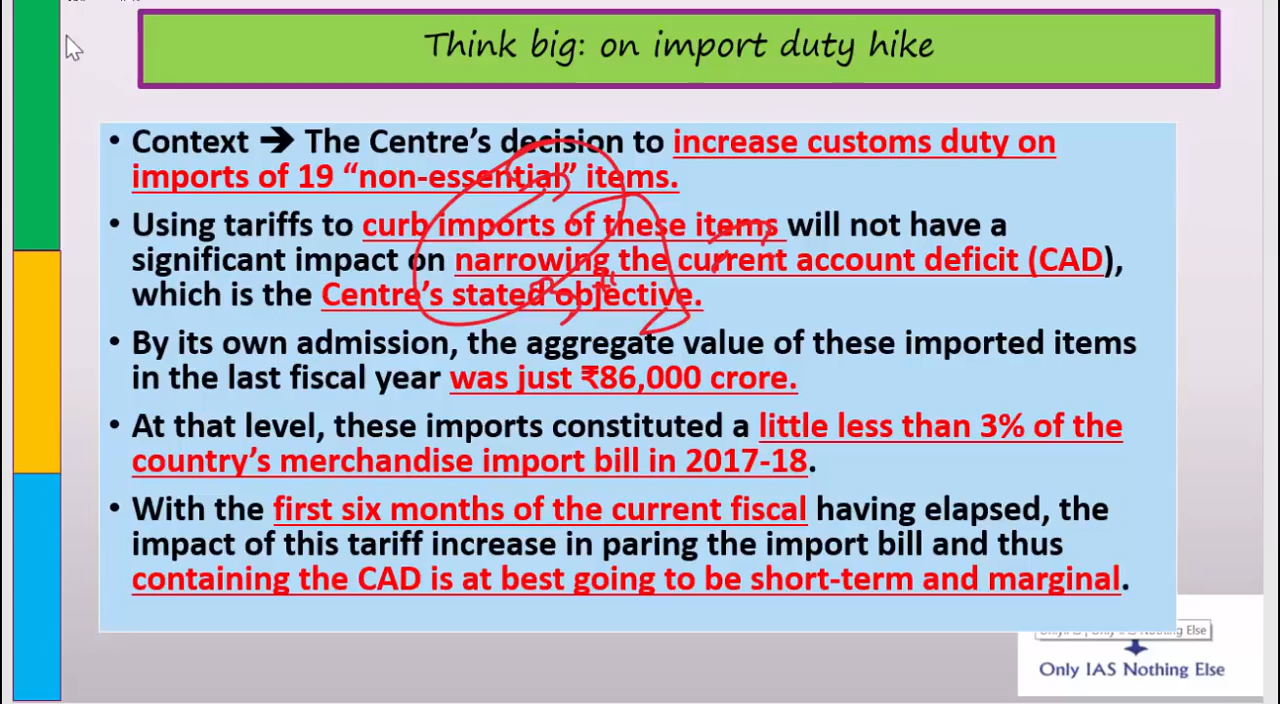 Think big: on import duty hike
• Context ➔ The Centre’s decision to increase customs duty on
imports of 19 “non-essential” items.
• Using tariffs to curb imports of these items will not have a
significant impact on narrowing the current account deficit (CAD),
which is the Centre’s stated objective.
• By its own admission, the aggregate value of these imported items
in the last fiscal year was just ₹86,000 crore.
• At that level, these imports constituted a little less than 3% of the
country’s merchandise import bill in 2017-18.
• With the first six months of the current fiscal having elapsed, the
impact of this tariff increase in paring the import bill and thus
containing the CAD is at best going to be short-term and marginal.
Nothing Else
Only IAS Nothing Else